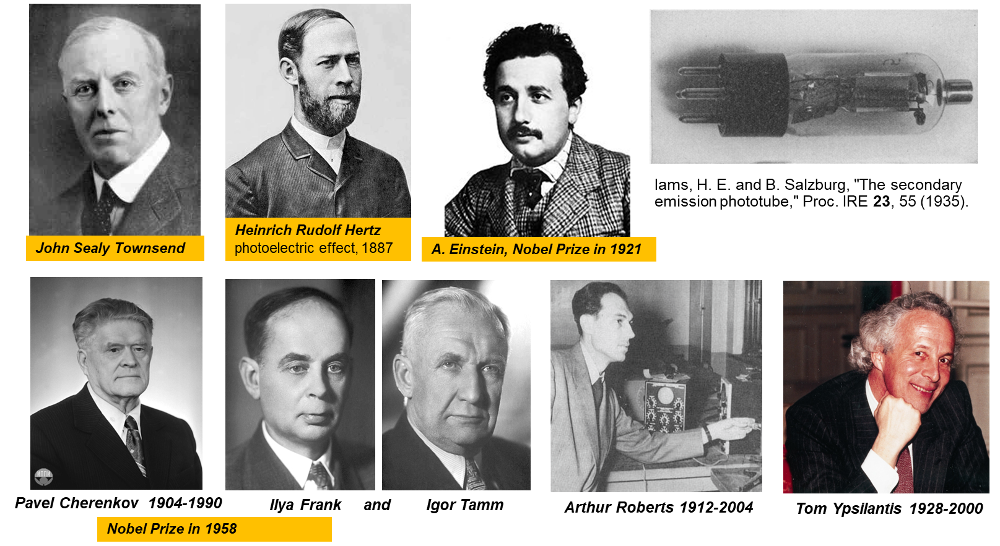 Iams, H. E. and B. Salzburg, "The secondary
emission phototube," Proc. IRE 23, 55 (1935).
John Sealy Townsend
Heinrich Rudolf Hertz
photoelectric effect, 1887
A. Einstein, Nobel Prize in 1921
ИППИ
Pavel Cherenkov 1904-1990
Ilya Frank and Igor Tamm
Arthur Roberts 1912-2004
Tom Ypsilantis 1928-2000
Nobel Prize in 1958